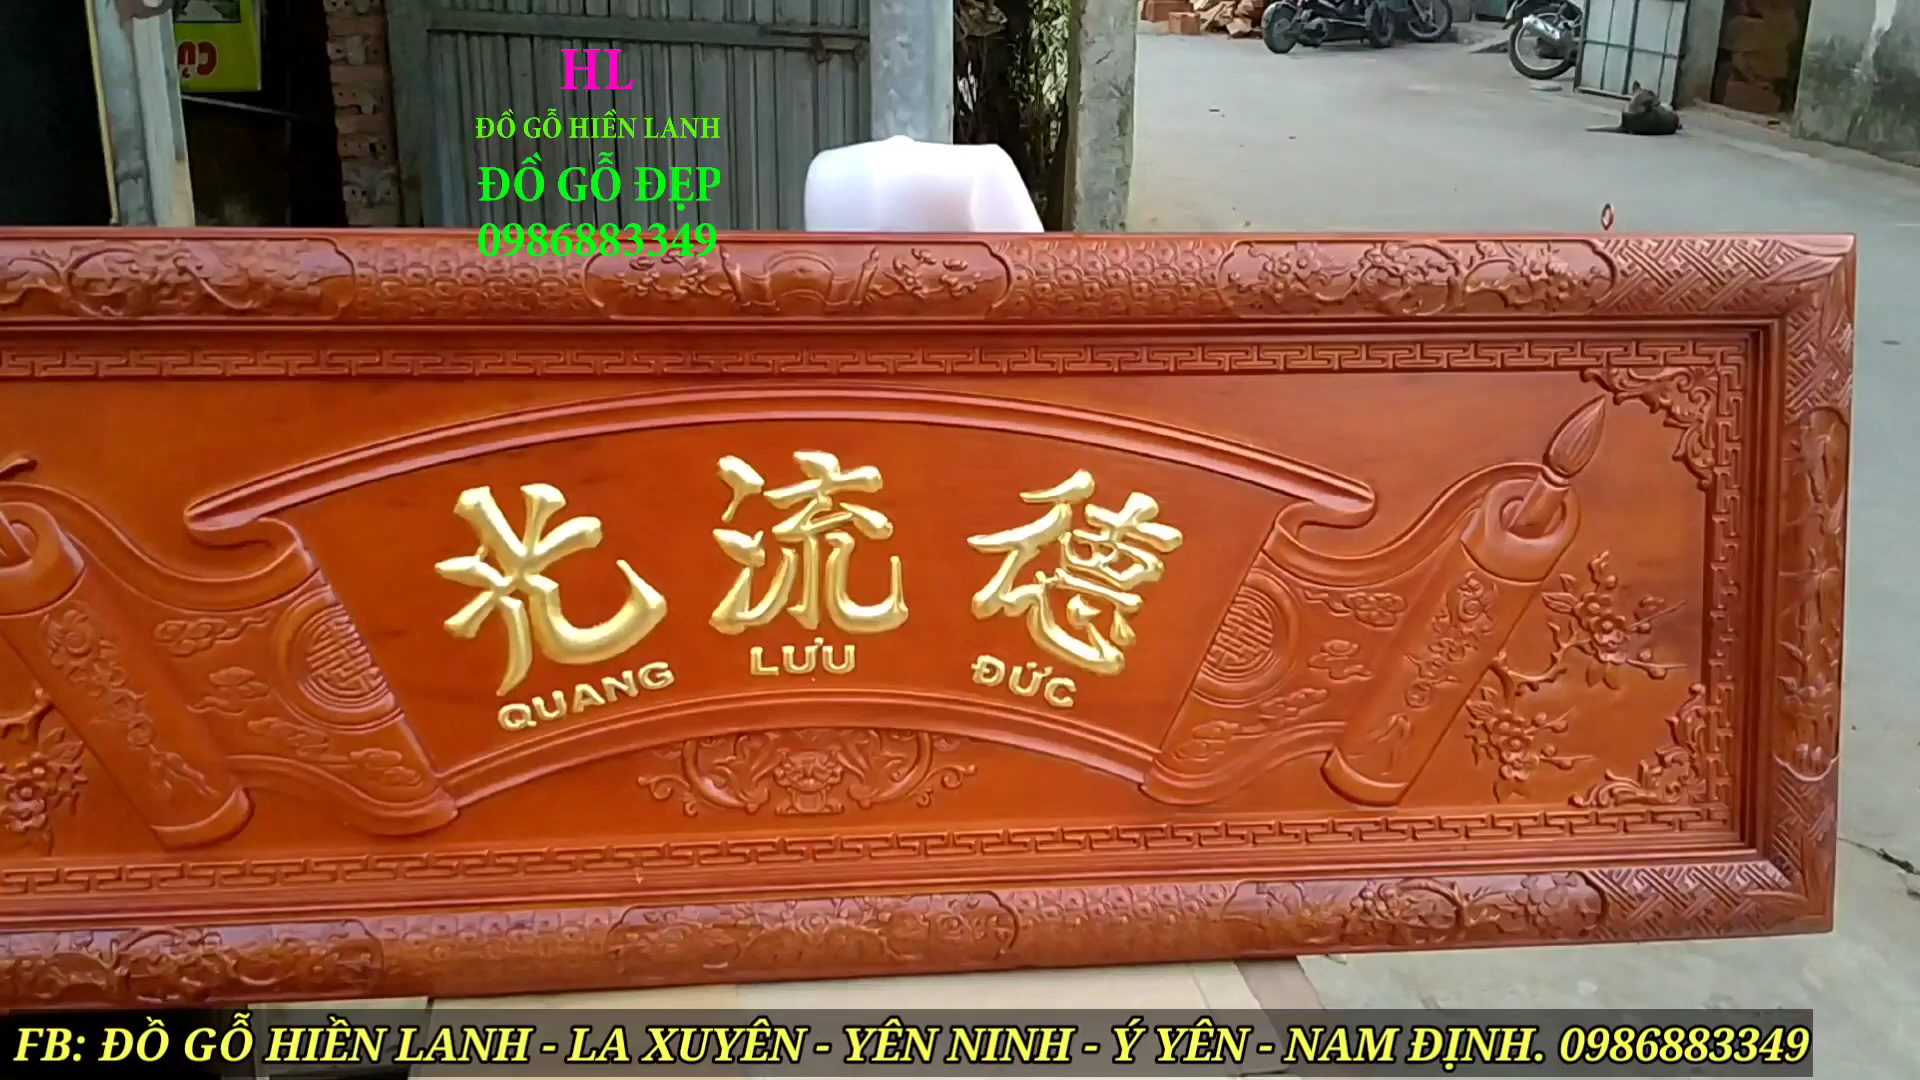 HL
ĐỒ GỖ HIỀN LANH
ĐỒ GỖ ĐẸP
0986883349
光 流 德
QUANG LƯU ĐỨC
FB: ĐỒ GỖ HIỀN LANH - LA XUYÊN - YÊN NINH - Ý YÊN - NAM ĐỊNH. 0986883349